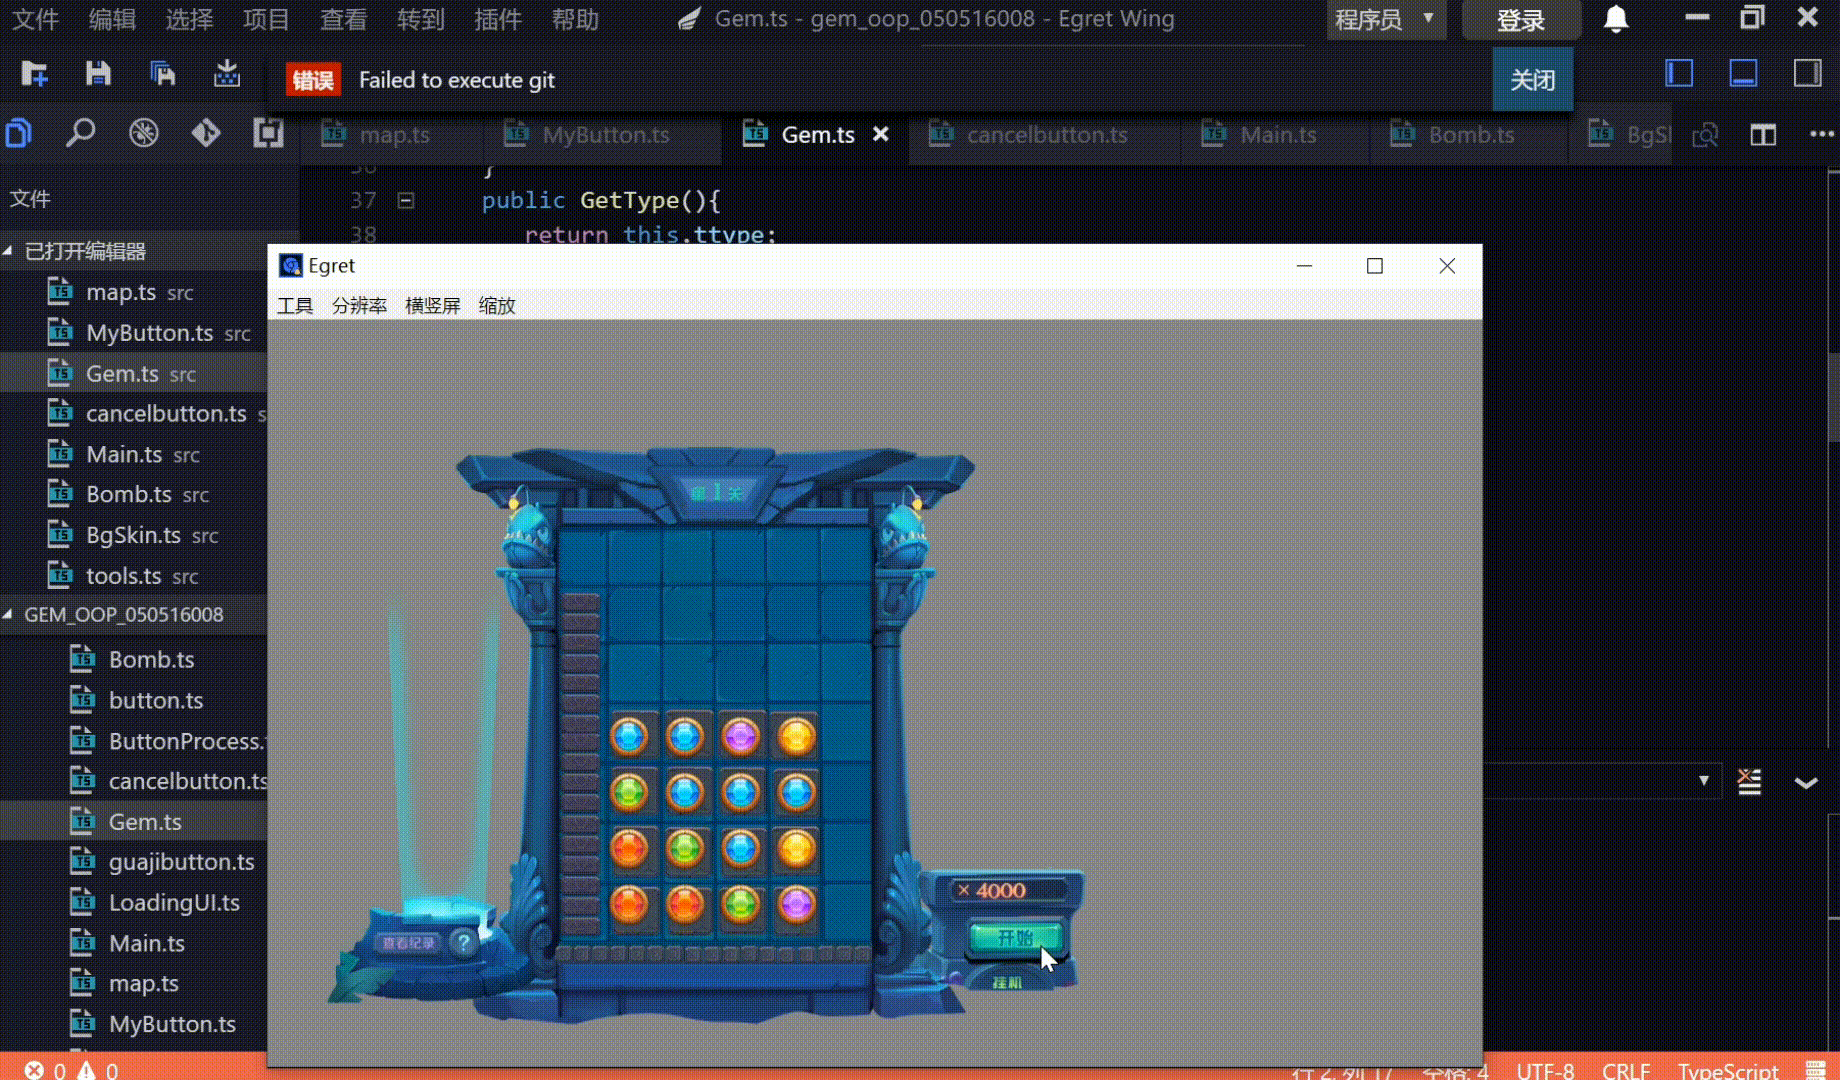 文件 编辑 选择 项目 查看 转到 插件 帮助 Gem.ts - gem_oop_050516008 - Egret Wing 程序员 登录
错误 Failed to execute git 关闭
map.ts MyButton.ts Gem.ts cancelbutton.ts Main.ts Bomb.ts BgSl
文件
37 public GetType(){
38 return this.ttype;
已打开编辑器
map.ts src
MyButton.ts src
Gem.ts src
cancelbutton.ts s
Main.ts src
Bomb.ts src
BgSkin.ts src
tools.ts src
GEM_OOP_050516008
Bomb.ts
button.ts
ButtonProcess.
cancelbutton.ts
Gem.ts
guajibutton.ts
LoadingUI.ts
Main.ts
map.ts
MyButton.ts
Egret
工具 分辨率 横竖屏 缩放
第1关
× 4000
开始
挂机
查看纪录 ?
0 0 行 2, 列 17 空格: 4 UTF-8 CRLF TypeScript